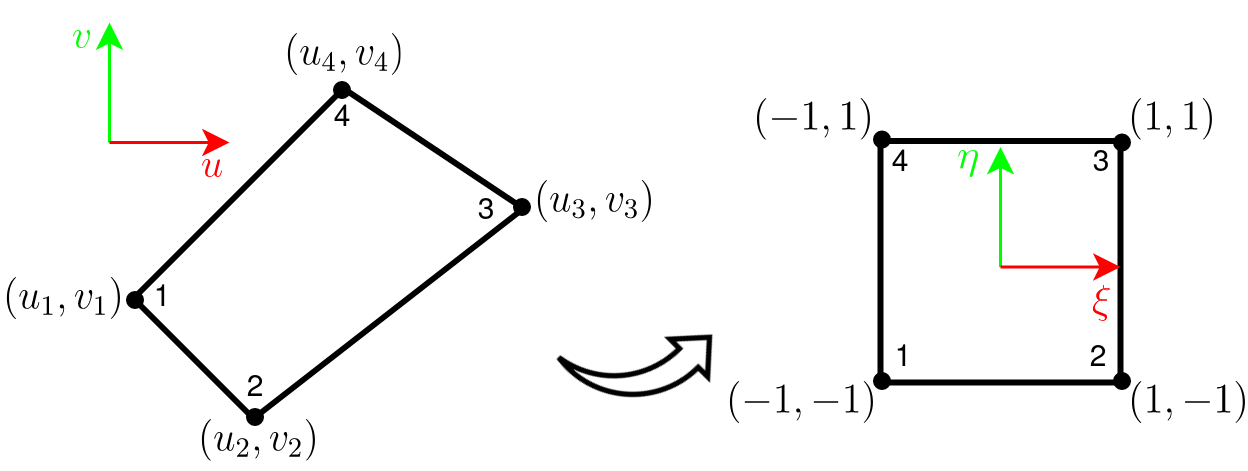 v
u
(u₄, v₄)
4
3
(u₃, v₃)
(u₁, v₁)
1
2
(u₂, v₂)
(−1, 1)
(1, 1)
4
η
3
ξ
1
2
(−1, −1)
(1, −1)